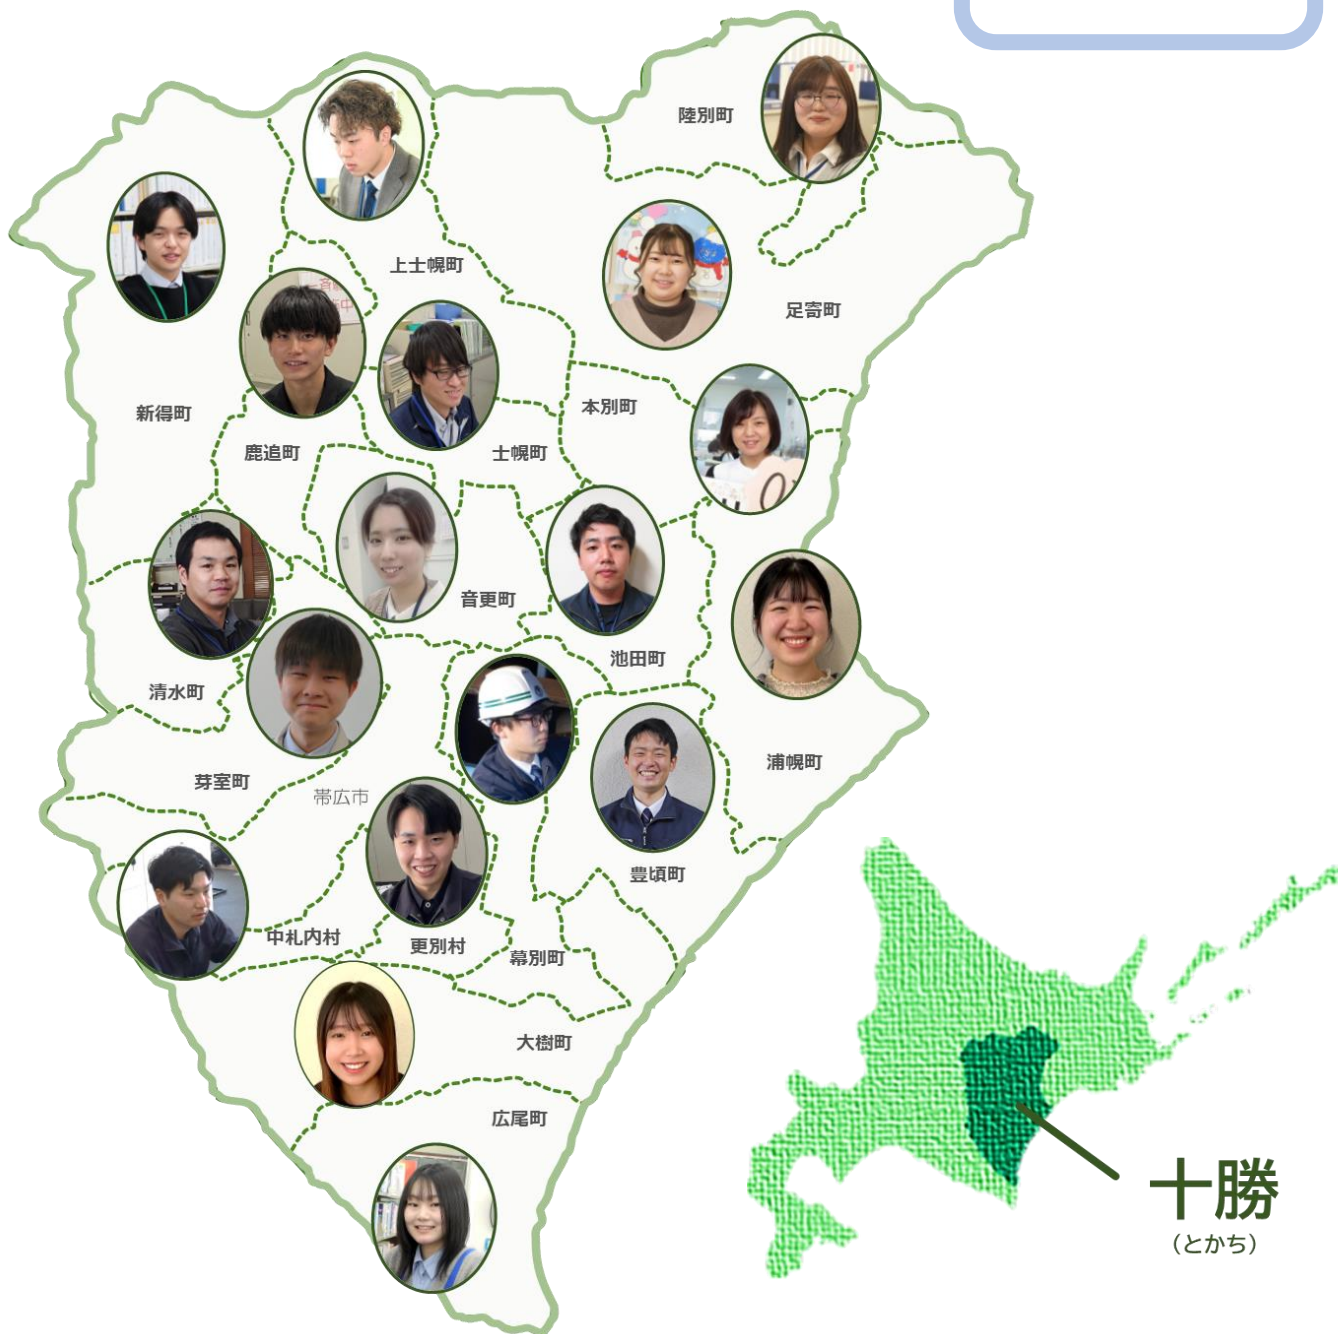 陸別町
上士幌町
足寄町
新得町
本別町
鹿追町
士幌町
音更町
池田町
清水町
浦幌町
芽室町
帯広市
豊頃町
中札内村
更別村
幕別町
大樹町
広尾町
十勝
（とかち）